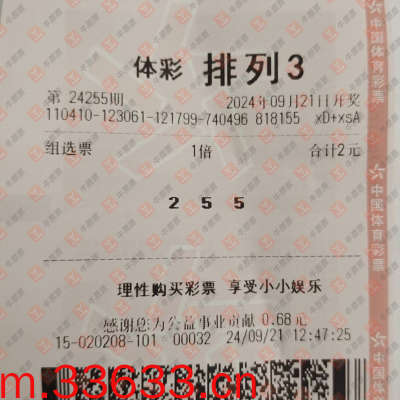 体彩 排列3
第 24255期 2024年09月21日开奖
110410-123061-121799-740496 818155 xD+xsA
组选票 1倍 合计2元
2 5 5
理性购买彩票 享受小小娱乐
感谢您为公益事业贡献 0.68元
15-020208-101 00032 24/09/21 12:47:25
中国体育彩票
中国体育彩票
m.33633.cn